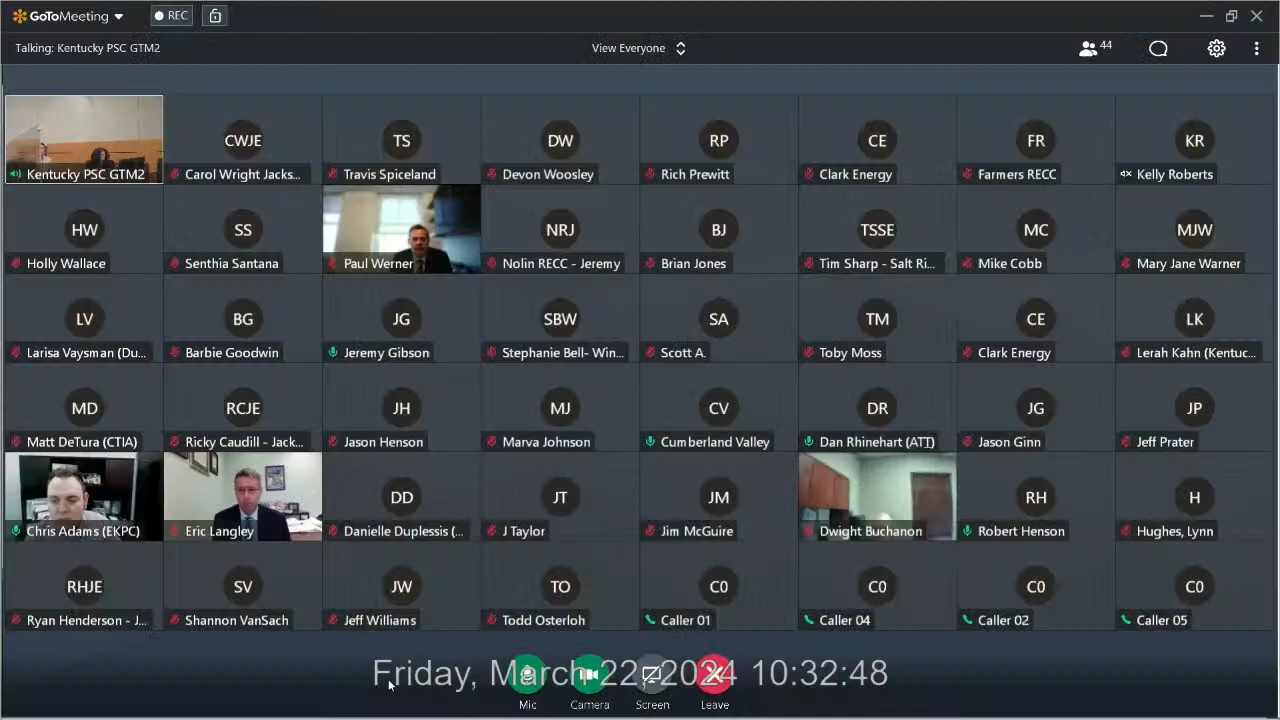 GoToMeeting REC
Talking: Kentucky PSC GTM2 View Everyone 44
CWJE TS DW RP CE FR KR
Kentucky PSC GTM2 Carol Wright Jacks... Travis Spiceland Devon Woosley Rich Prewitt Clark Energy Farmers RECC Kelly Roberts
HW SS NRJ BJ TSSE MC MJW
Holly Wallace Senthia Santana Paul Werner Nolin RECC - Jeremy Brian Jones Tim Sharp - Salt Ri... Mike Cobb Mary Jane Warner
LV BG JG SBW SA TM CE LK
Larisa Vaysman (Du... Barbie Goodwin Jeremy Gibson Stephanie Bell- Win... Scott A. Toby Moss Clark Energy Lerah Kahn (Kentuc...
MD RCJE JH MJ CV DR JG JP
Matt DeTura (CTIA) Ricky Caudill - Jack... Jason Henson Marva Johnson Cumberland Valley Dan Rhinehart (ATT) Jason Ginn Jeff Prater
DD JT JM RH H
Chris Adams (EKPC) Eric Langley Danielle Duplessis (... J Taylor Jim McGuire Dwight Buchanon Robert Henson Hughes, Lynn
RHJE SV JW TO C0 C0 C0 C0
Ryan Henderson - J... Shannon VanSach Jeff Williams Todd Osterloh Caller 01 Caller 04 Caller 02 Caller 05
Friday, March 22, 2024 10:32:48
Mic Camera Screen Leave